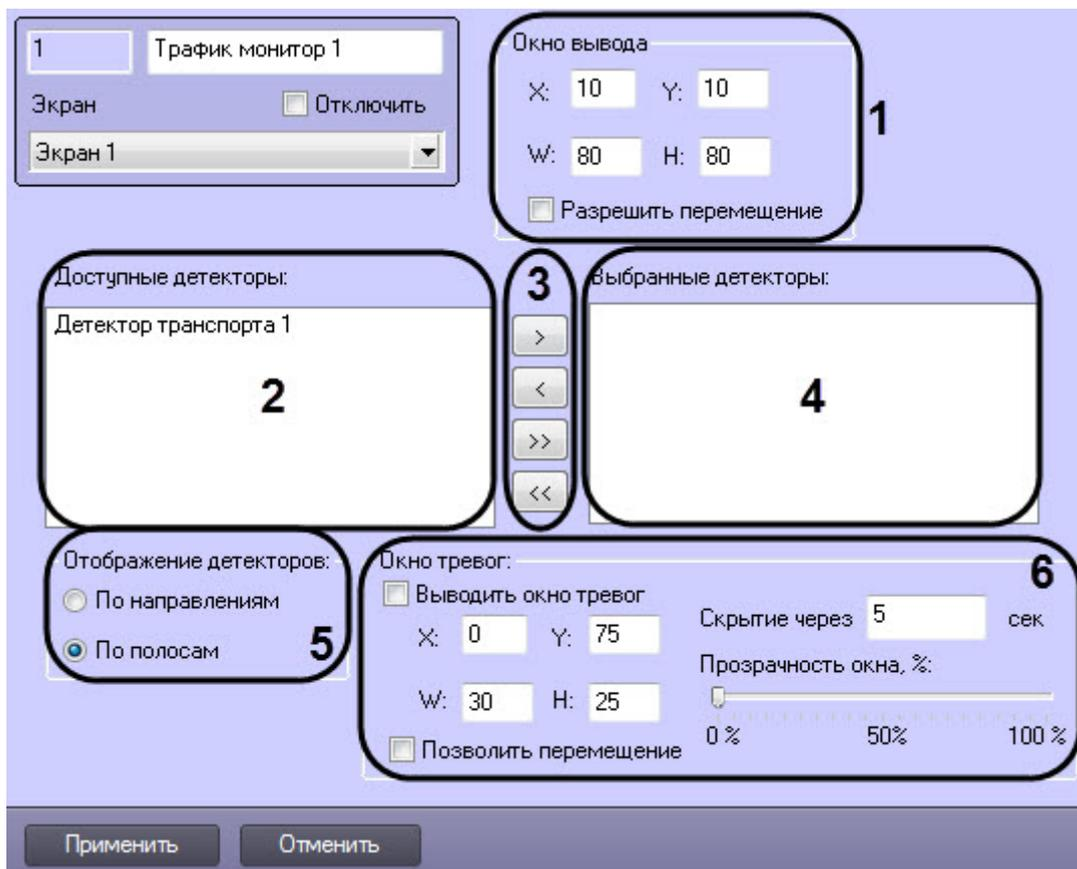 1
Трафик монитор 1
Экран
Отключить
Экран 1
Окно вывода
X: 10 Y: 10
W: 80 H: 80
Разрешить перемещение
1
Доступные детекторы:
Детектор транспорта 1
2
3
>
<
>>
<<
Выбранные детекторы:
4
Отображение детекторов:
По направлениям
По полосам
5
Окно тревог:
6
Выводить окно тревог
X: 0 Y: 75
W: 30 H: 25
Позволить перемещение
Скрытие через 5 сек
Прозрачность окна, %:
0 % 50% 100 %
Применить
Отменить